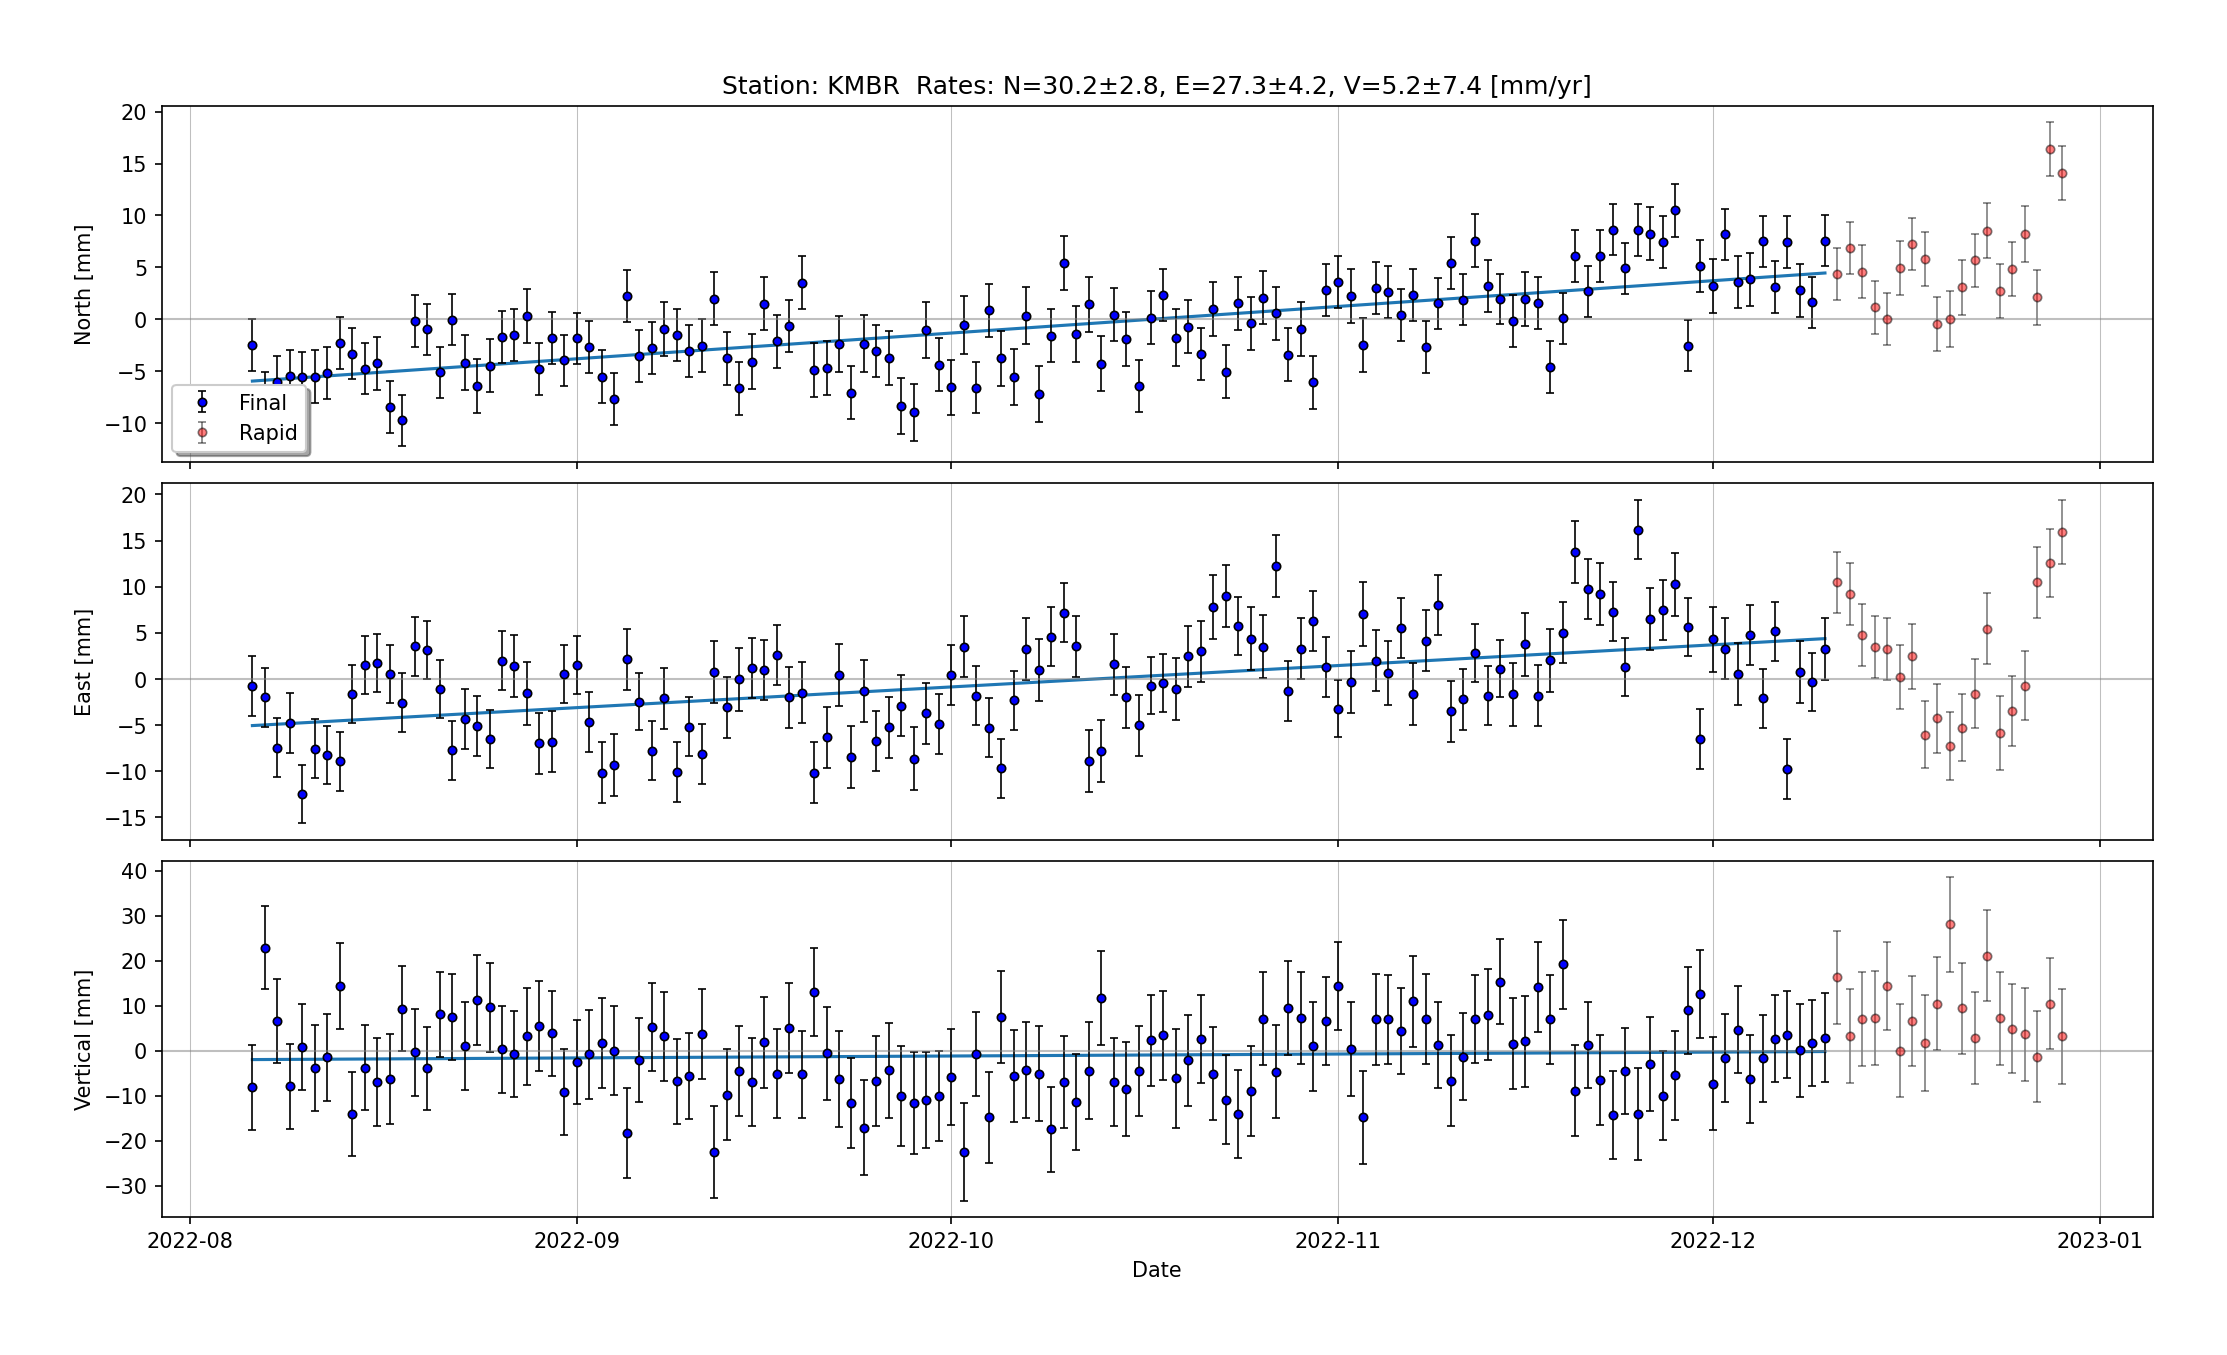 Station: KMBR  Rates: N=30.2±2.8, E=27.3±4.2, V=5.2±7.4 [mm/yr]
20
15
10
5
0
−5
−10
North [mm]
Final
Rapid
20
15
10
5
0
−5
−10
−15
East [mm]
40
30
20
10
0
−10
−20
−30
Vertical [mm]
2022-08 2022-09 2022-10 2022-11 2022-12 2023-01
Date